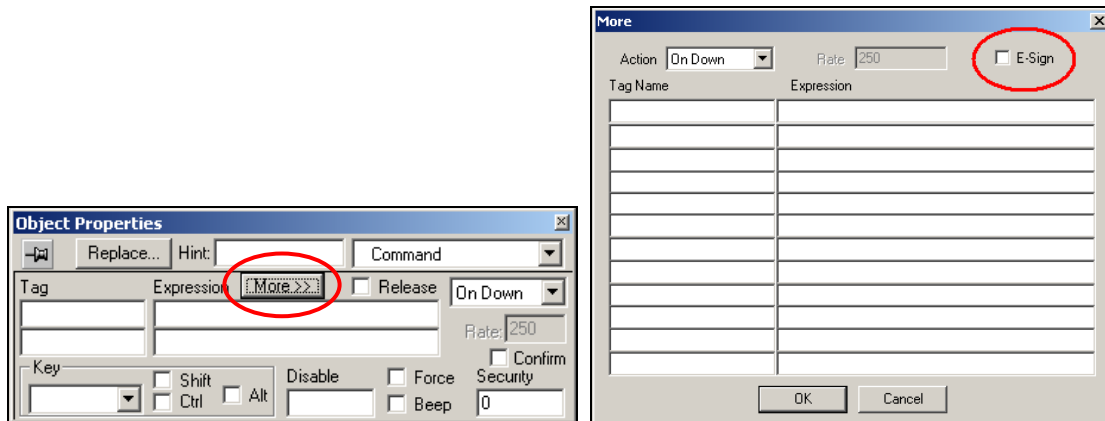 Object Properties
Replace... Hint: Command
Tag Expression More >> Release On Down
Rate: 250
Confirm
Key Shift Ctrl Alt Disable Force Beep Security 0
More
Action On Down Rate 250 E-Sign
Tag Name Expression
OK Cancel